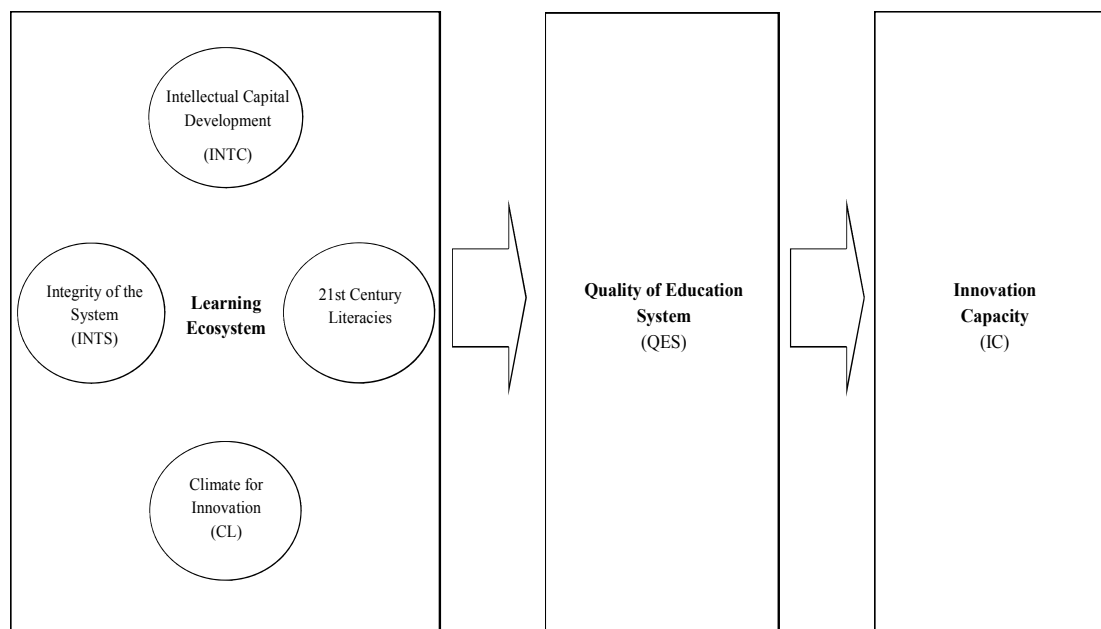 Intellectual Capital
Development
(INTC)
Integrity of the
System
(INTS)
Learning
Ecosystem
21st Century
Literacies
Climate for
Innovation
(CL)
Quality of Education
System
(QES)
Innovation
Capacity
(IC)